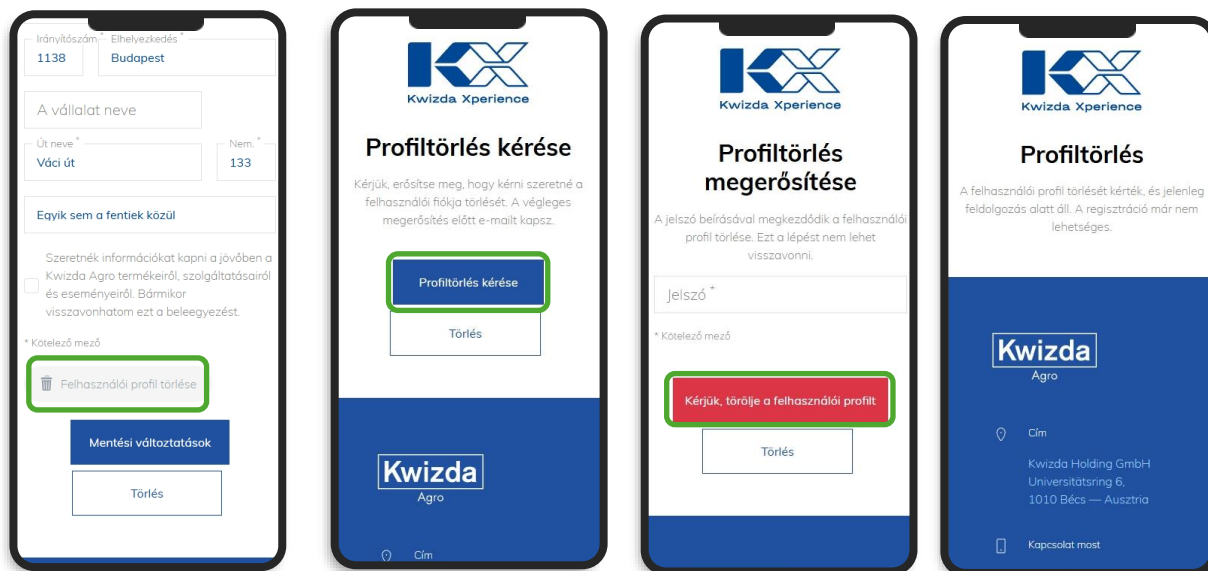 Irányítószám *
Elhelyezkedés *
1138
Budapest
A vállalat neve
Út neve *
Nem. *
Váci út
133
Egyik sem a fentiek közül
Szeretnék információkat kapni a jövőben a
Kwizda Agro termékeiről, szolgáltatásairól
és eseményeiről. Bármikor
visszavonhatom ezt a beleegyezést.
* Kötelező mező
Felhasználói profil törlése
Mentési változtatások
Törlés
KX
Kwizda Xperience
Profiltörlés kérése
Kérjük, erősítse meg, hogy kérni szeretné a
felhasználói fiókja törlését. A végleges
megerősítés előtt e-mailt kapsz.
Profiltörlés kérése
Törlés
Kwizda
Agro
Cím
KX
Kwizda Xperience
Profiltörlés
megerősítése
A jelszó beírásával megkezdődik a felhasználói
profil törlése. Ezt a lépést nem lehet
visszavonni.
Jelszó *
* Kötelező mező
Kérjük, törölje a felhasználói profilt
Törlés
KX
Kwizda Xperience
Profiltörlés
A felhasználói profil törlését kérték, és jelenleg
feldolgozás alatt áll. A regisztráció már nem
lehetséges.
Kwizda
Agro
Cím
Kwizda Holding GmbH
Universitätsring 6,
1010 Bécs — Ausztria
Kapcsolat most